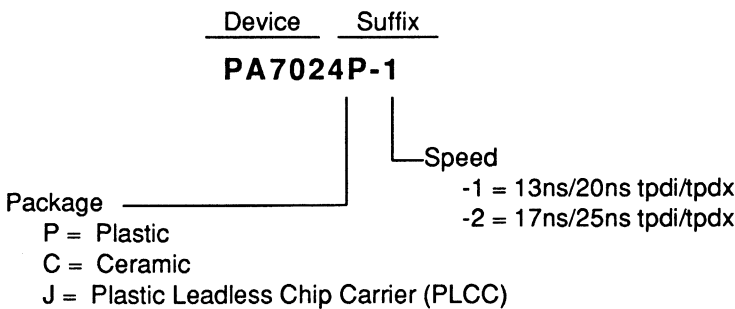 Device Suffix
PA7024P-1
Speed
-1 = 13ns/20ns tpdi/tpdx
-2 = 17ns/25ns tpdi/tpdx
Package
P = Plastic
C = Ceramic
J = Plastic Leadless Chip Carrier (PLCC)